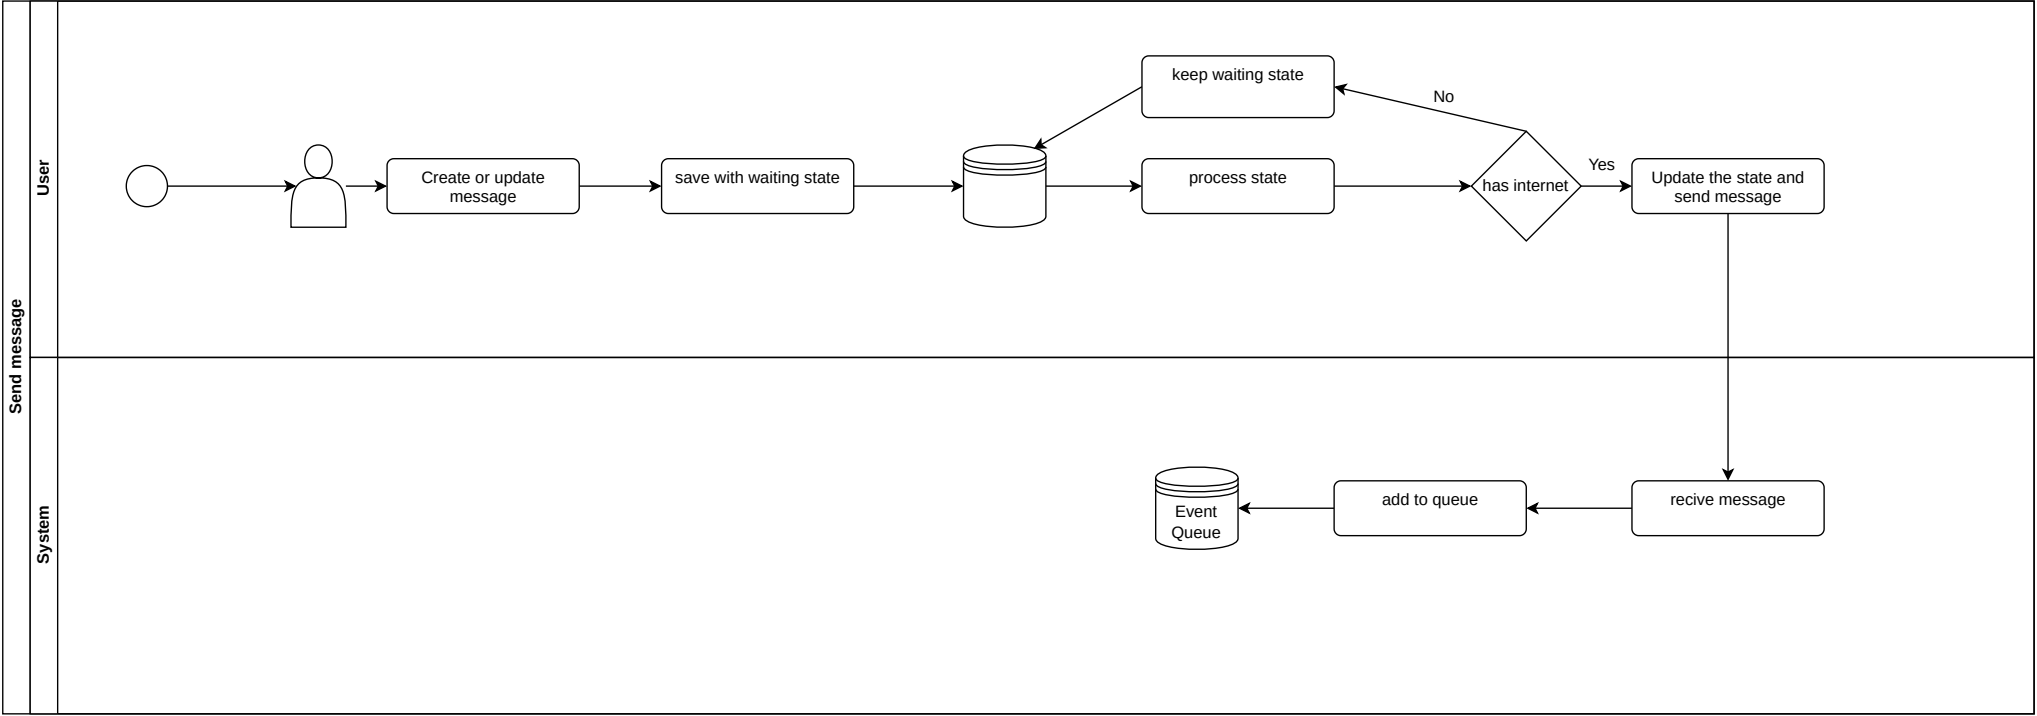 Send message
User
Create or update
message
save with waiting state
keep waiting state
process state
No
has internet
Yes
Update the state and
send message
System
recive message
add to queue
Event
Queue